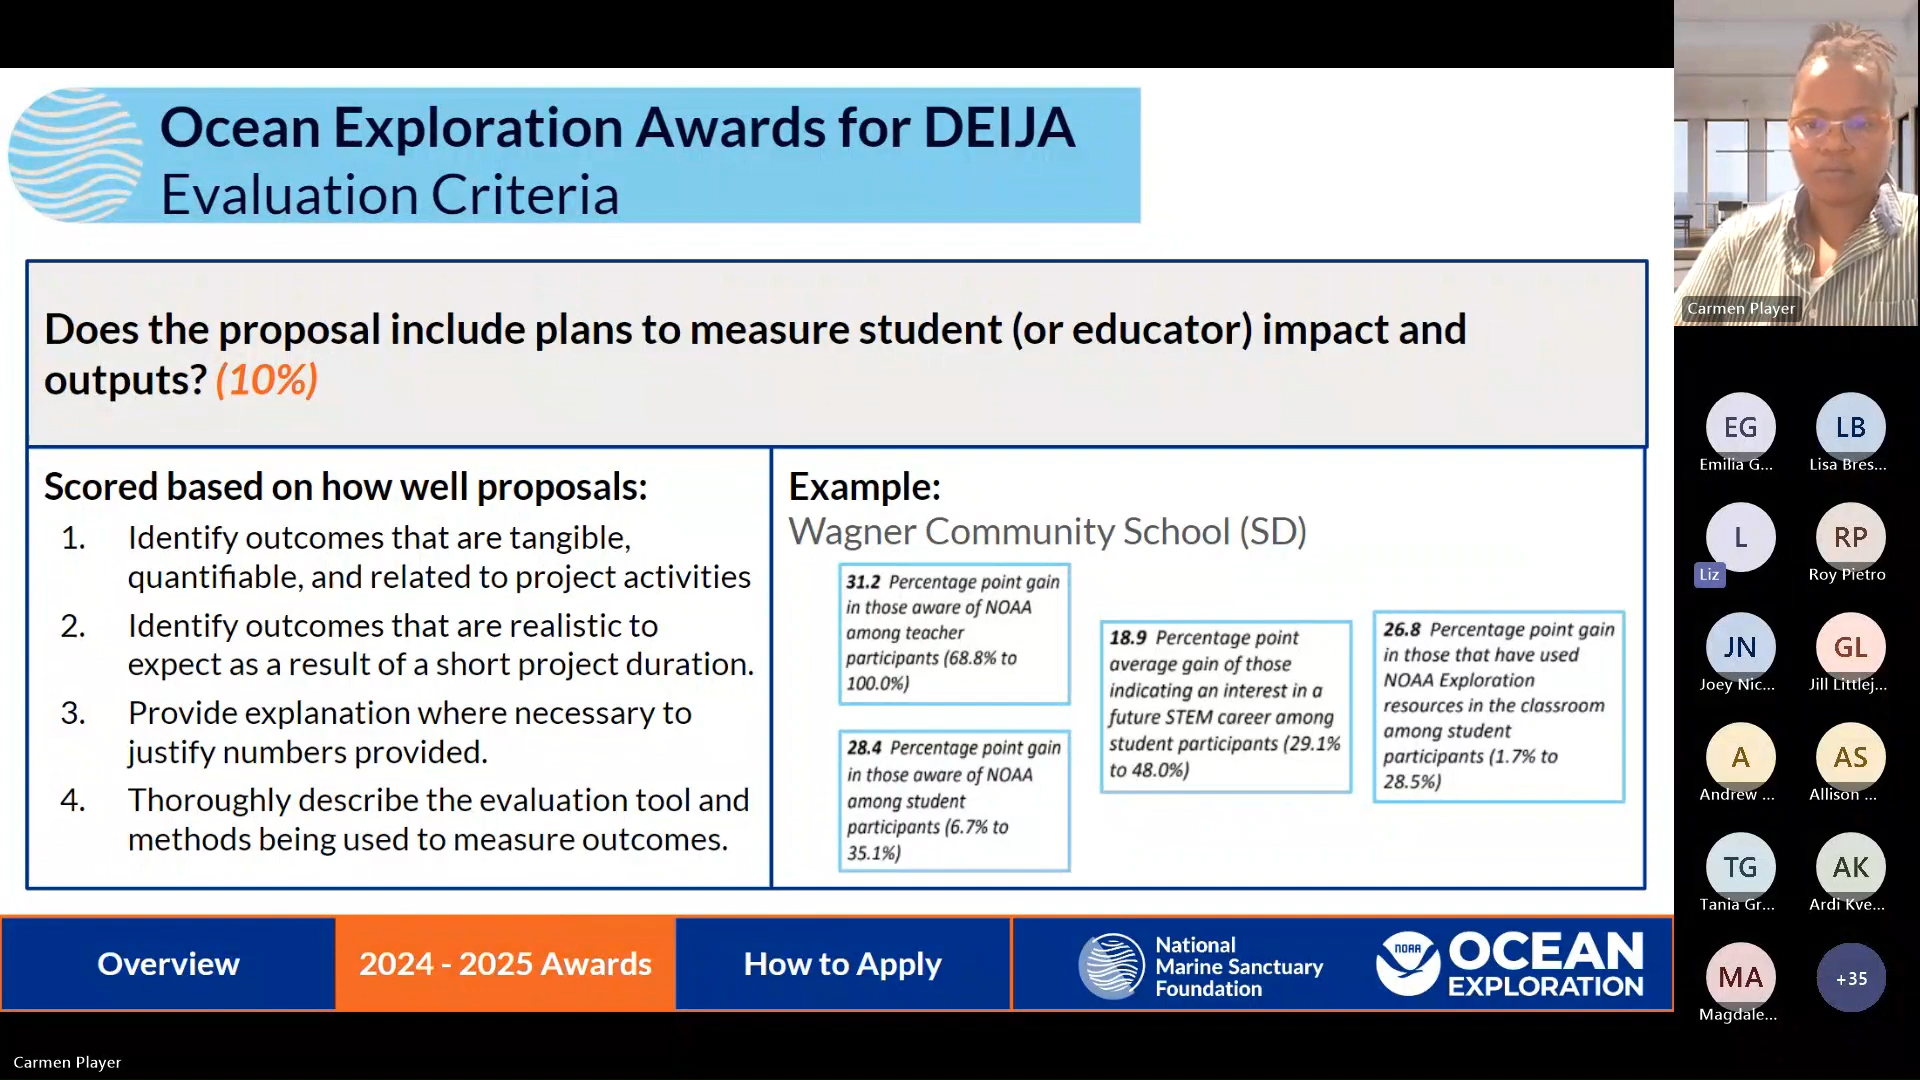 Ocean Exploration Awards for DEIJA
Evaluation Criteria
Does the proposal include plans to measure student (or educator) impact and
outputs? (10%)
Scored based on how well proposals:
1. Identify outcomes that are tangible,
quantifiable, and related to project activities
2. Identify outcomes that are realistic to
expect as a result of a short project duration.
3. Provide explanation where necessary to
justify numbers provided.
4. Thoroughly describe the evaluation tool and
methods being used to measure outcomes.
Example:
Wagner Community School (SD)
31.2 Percentage point gain
in those aware of NOAA
among teacher
participants (68.8% to
100.0%)
28.4 Percentage point gain
in those aware of NOAA
among student
participants (6.7% to
35.1%)
18.9 Percentage point
average gain of those
indicating an interest in a
future STEM career among
student participants (29.1%
to 48.0%)
26.8 Percentage point gain
in those that have used
NOAA Exploration
resources in the classroom
among student
participants (1.7% to
28.5%)
Overview
2024 - 2025 Awards
How to Apply
National
Marine Sanctuary
Foundation
NOAA
OCEAN
EXPLORATION
Carmen Player
Carmen Player
EG
Emilia G...
LB
Lisa Bres...
L
Liz
RP
Roy Pietro
JN
Joey Nic...
GL
Jill Littlej...
A
Andrew ...
AS
Allison ...
TG
Tania Gr...
AK
Ardi Kve...
MA
Magdale...
+35